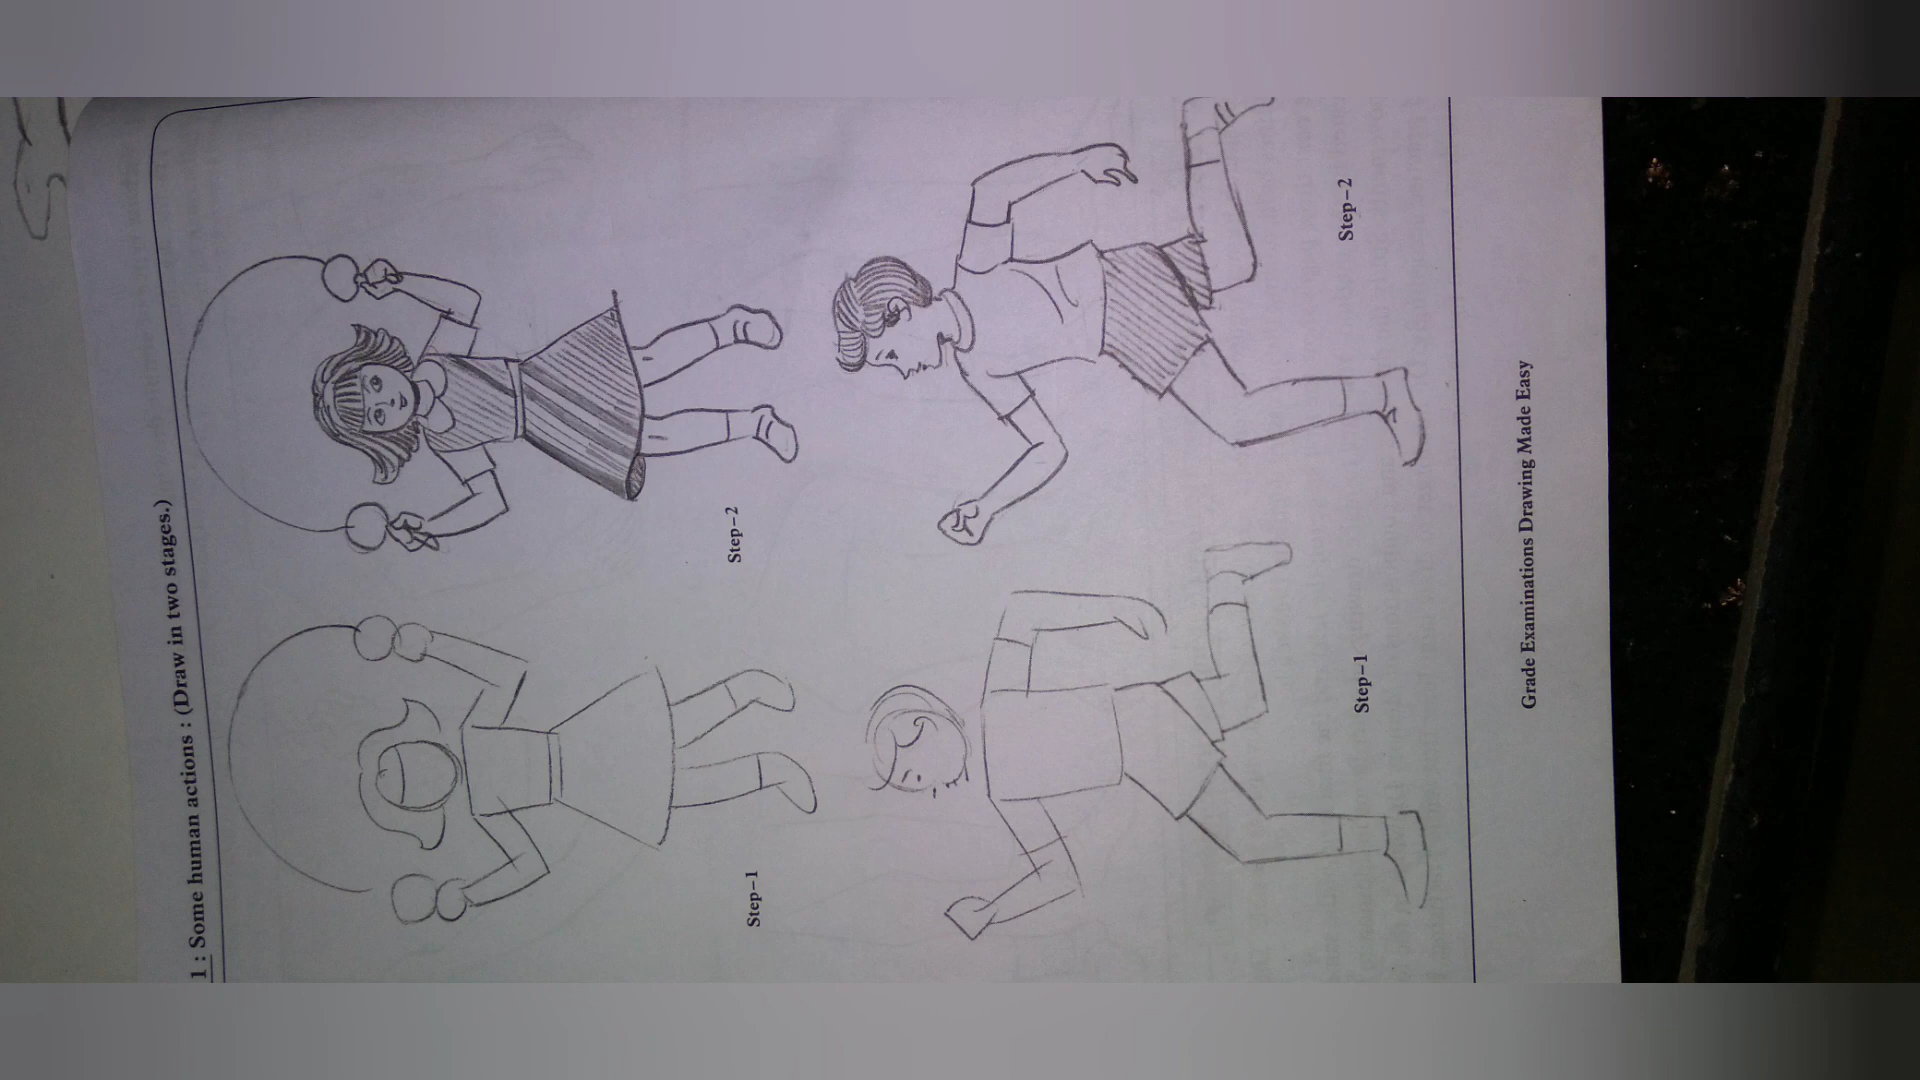 1 : Some human actions : (Draw in two stages.)
Step–1
Step–2
Step–1
Step–2
Grade Examinations Drawing Made Easy